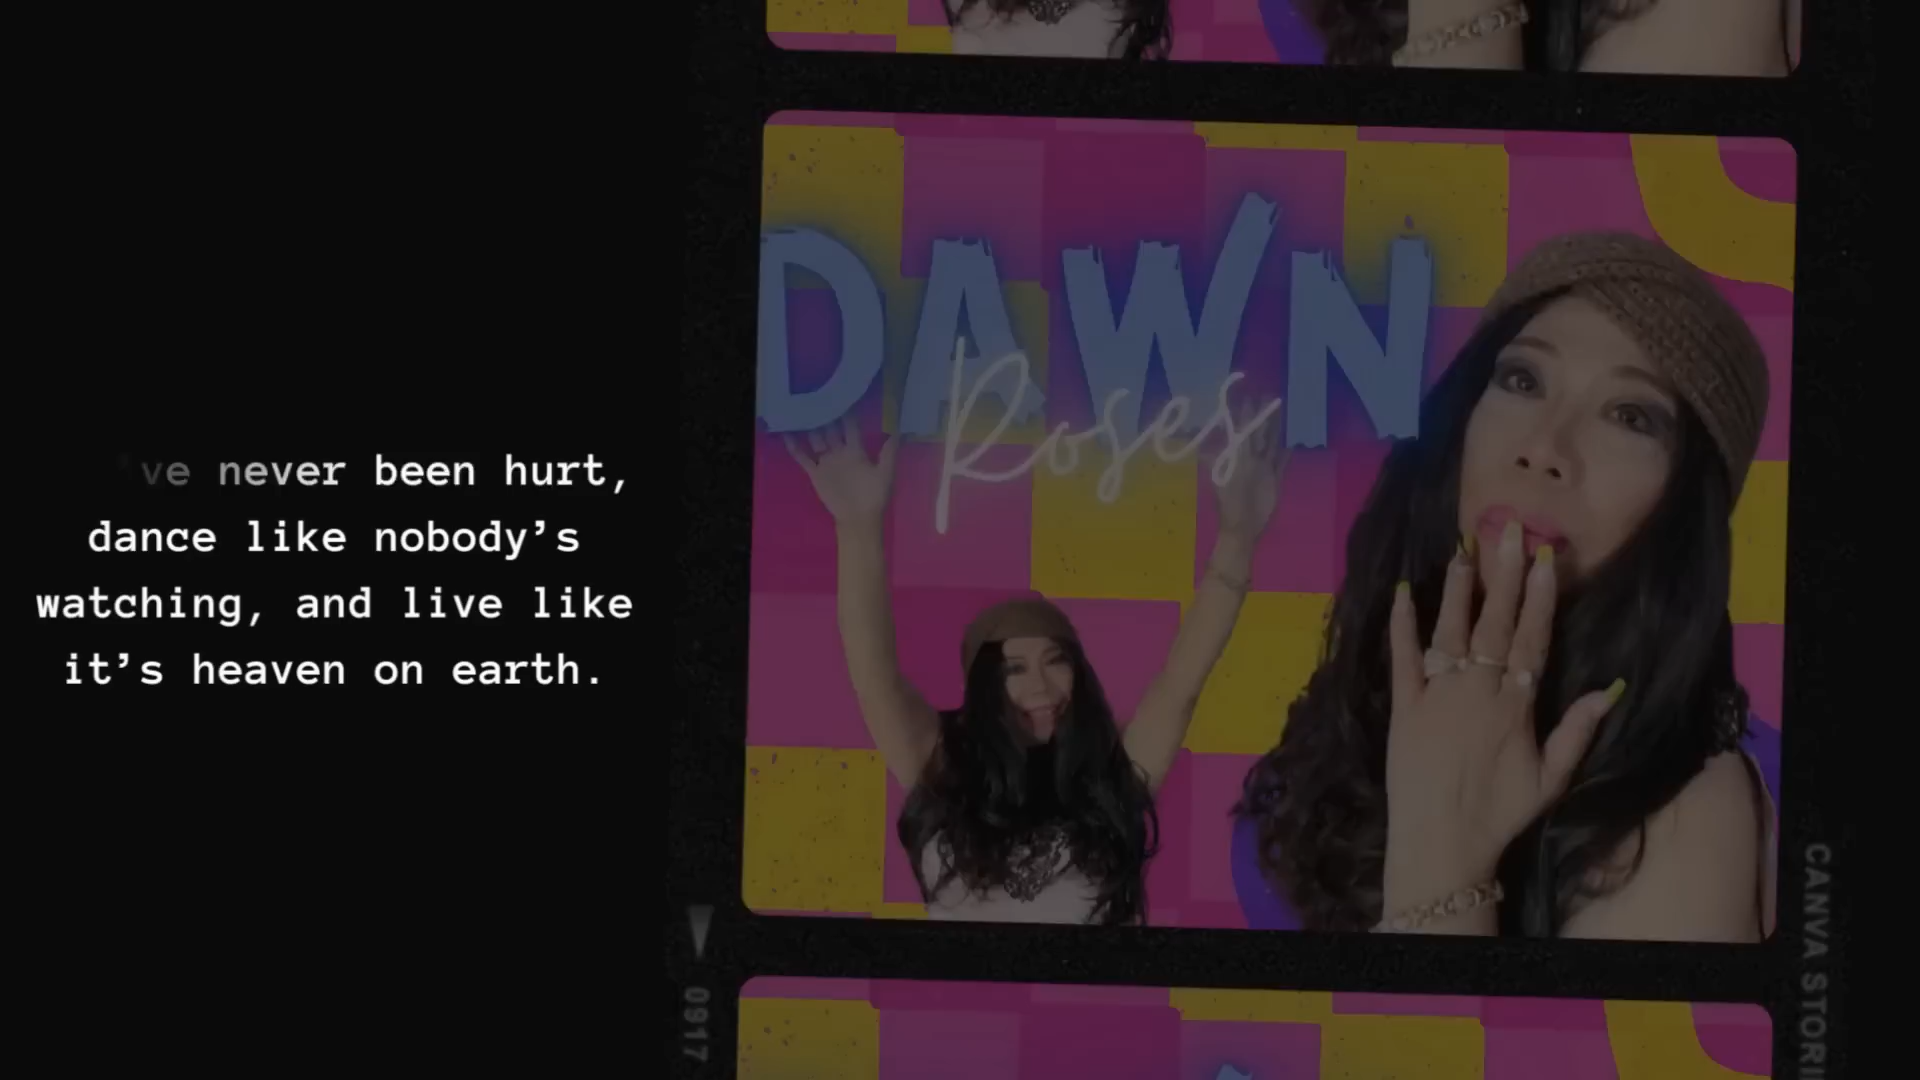 've never been hurt,
dance like nobody's
watching, and live like
it's heaven on earth.
DAWN
Roses
CANVA STORI
0917